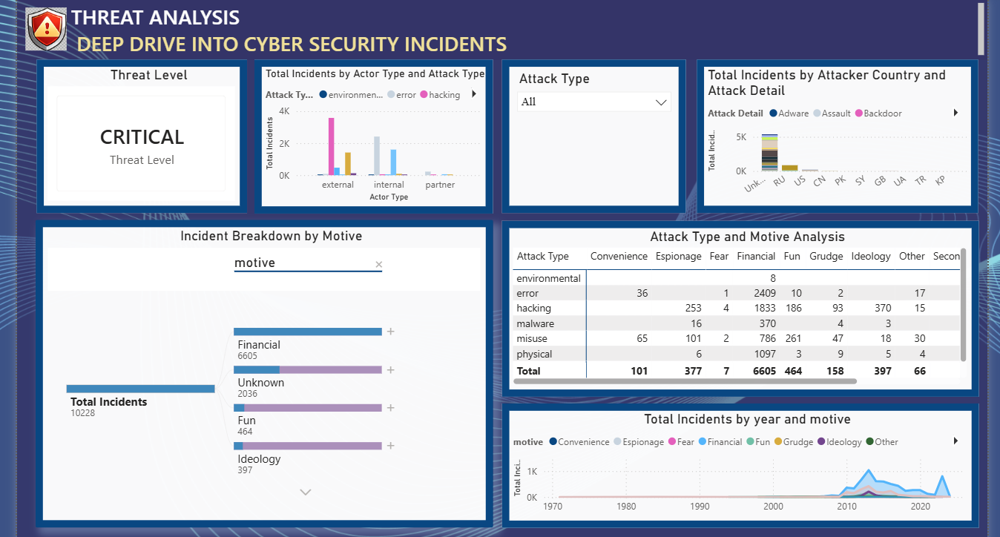 THREAT ANALYSIS
DEEP DRIVE INTO CYBER SECURITY INCIDENTS
Threat Level
CRITICAL
Threat Level
Total Incidents by Actor Type and Attack Type
Attack Ty... environmen... error hacking
Total Incidents
4K
2K
0K
external internal partner
Actor Type
Attack Type
All
Total Incidents by Attacker Country and
Attack Detail
Attack Detail Adware Assault Backdoor
Total Incid...
5K
0K
Unk... RU US CN PK SY GB UA TR KP
Incident Breakdown by Motive
motive ×
Financial
6605
Unknown
2036
Total Incidents
10228
Fun
464
Ideology
397
Attack Type and Motive Analysis
Attack Type Convenience Espionage Fear Financial Fun Grudge Ideology Other Secon
environmental 8
error 36 1 2409 10 2 17
hacking 253 4 1833 186 93 370 15
malware 16 370 4 3
misuse 65 101 2 786 261 47 18 30
physical 6 1097 3 9 5 4
Total 101 377 7 6605 464 158 397 66
Total Incidents by year and motive
motive Convenience Espionage Fear Financial Fun Grudge Ideology Other
Total Inci...
1K
0K
1970 1980 1990 2000 2010 2020